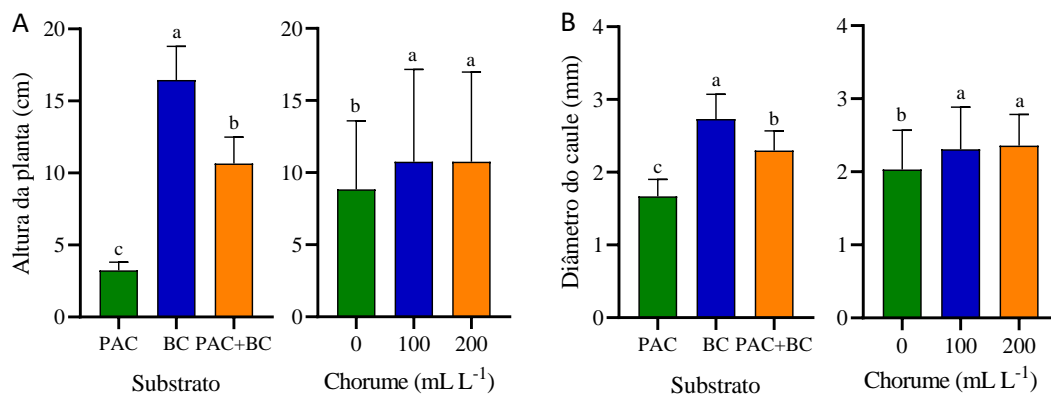 A
Altura da planta (cm)
20
15
10
5
0
a
b
c
PAC BC PAC+BC
Substrato
20
15
10
5
0
b
a
a
0 100 200
Chorume (mL L⁻¹)
B
Diâmetro do caule (mm)
4
3
2
1
0
a
b
c
PAC BC PAC+BC
Substrato
4
3
2
1
0
b
a
a
0 100 200
Chorume (mL L⁻¹)